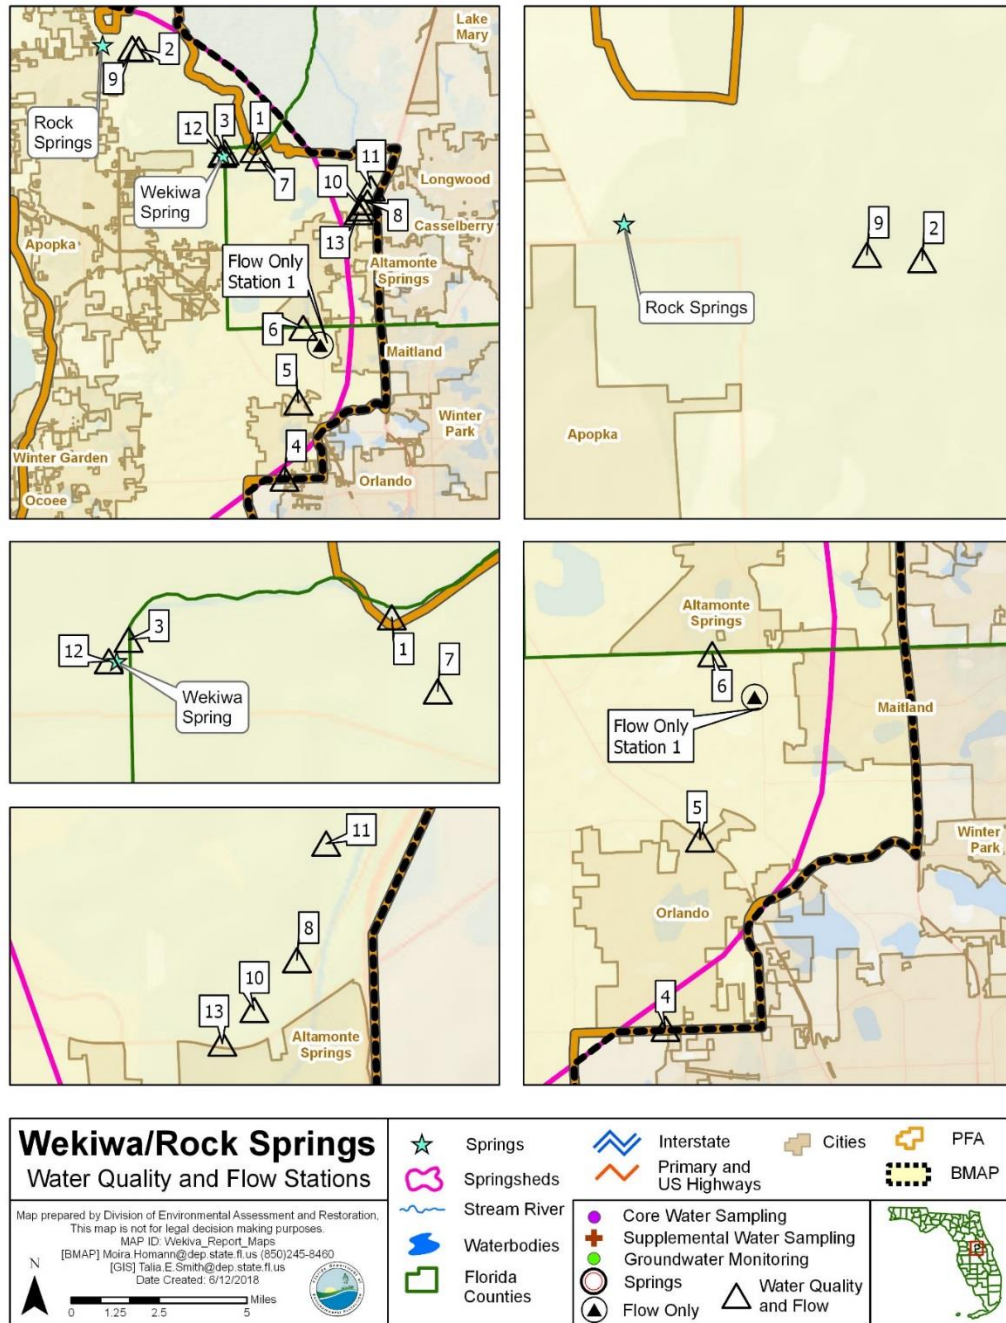 Lake
Mary
9
2
Rock
Springs
12
3
1
7
11
10
8
13
Longwood
Casselberry
Wekiwa
Spring
Apopka
Altamonte
Springs
Flow Only
Station 1
6
Maitland
5
Winter
Park
Winter Garden
4
Orlando
Ocoee
9
2
Rock Springs
Apopka
3
12
1
7
Wekiwa
Spring
11
8
10
13
Altamonte
Springs
Altamonte
Springs
6
Maitland
Flow Only
Station 1
5
Winter
Park
Orlando
4
Wekiwa/Rock Springs
Water Quality and Flow Stations
Map prepared by Division of Environmental Assessment and Restoration,
This map is not for legal decision making purposes.
MAP ID: Wekiva_Report_Maps
[BMAP] Moira.Homann@dep.state.fl.us (850)245-8460
[GIS] Talia.E.Smith@dep.state.fl.us
Date Created: 6/12/2018
N
Miles
0 1.25 2.5 5
Springs
Springsheds
Stream River
Waterbodies
Florida
Counties
Interstate
Primary and
US Highways
Cities
PFA
BMAP
Core Water Sampling
Supplemental Water Sampling
Groundwater Monitoring
Springs
Flow Only
Water Quality
and Flow